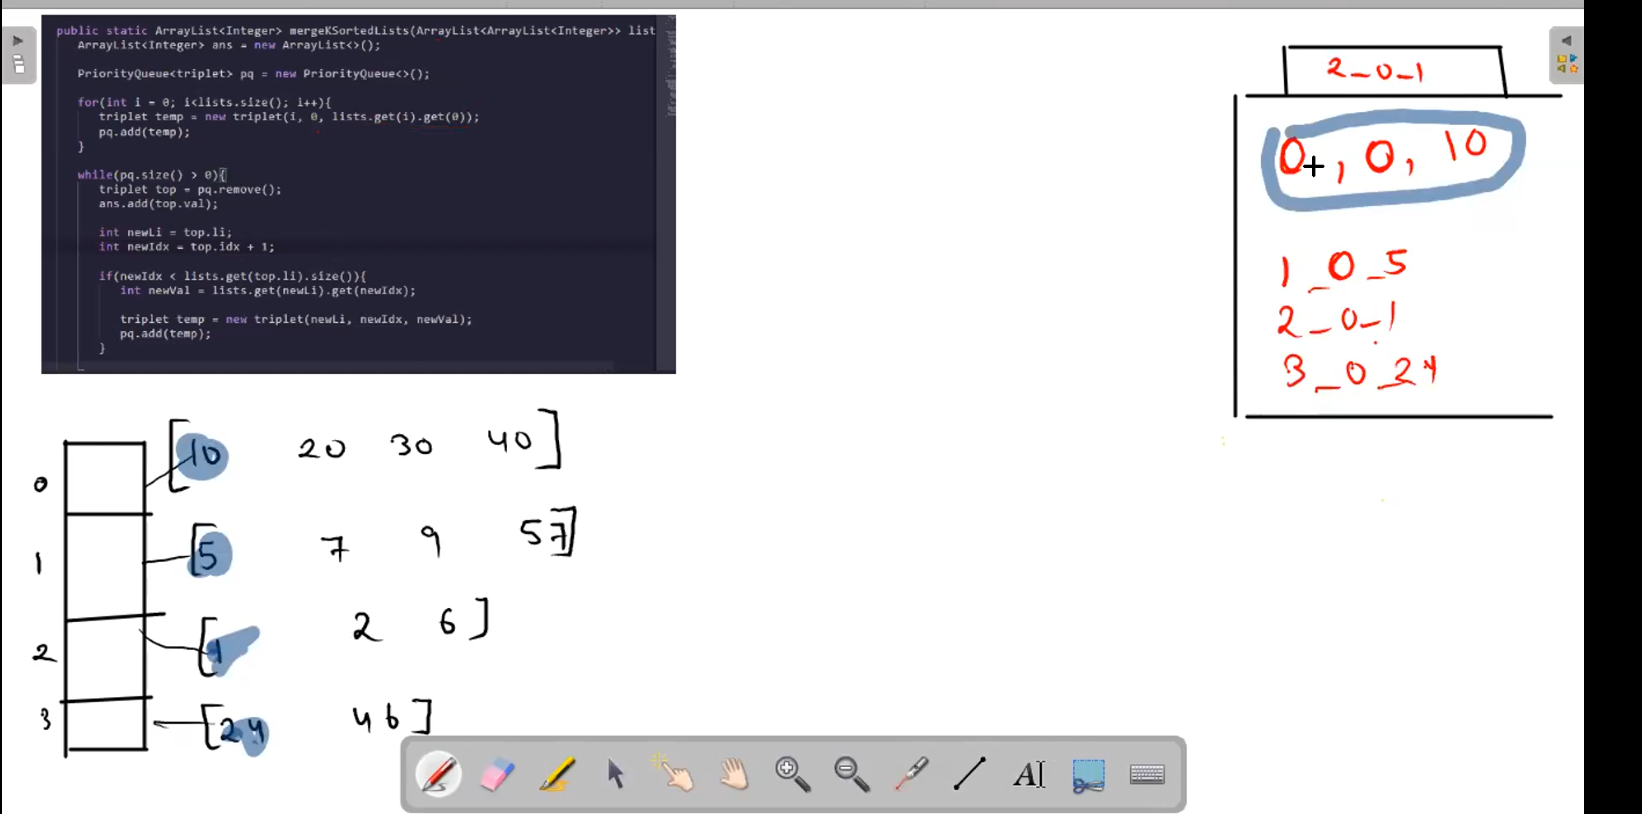 public static ArrayList<Integer> mergeKSortedLists(ArrayList<ArrayList<Integer>> list
ArrayList<Integer> ans = new ArrayList<>();
PriorityQueue<triplet> pq = new PriorityQueue<>();
for(int i = 0; i<lists.size(); i++){
triplet temp = new triplet(i, 0, lists.get(i).get(0));
pq.add(temp);
}
while(pq.size() > 0){
triplet top = pq.remove();
ans.add(top.val);
int newLi = top.li;
int newIdx = top.idx + 1;
if(newIdx < lists.get(top.li).size()){
int newVal = lists.get(newLi).get(newIdx);
triplet temp = new triplet(newLi, newIdx, newVal);
pq.add(temp);
}
2_0_1
0, 0, 10
1_0_5
2_0_1
3_0_24
0 [10 20 30 40]
1 [5 7 9 57]
2 [1 2 6]
3 [24 46]
AI